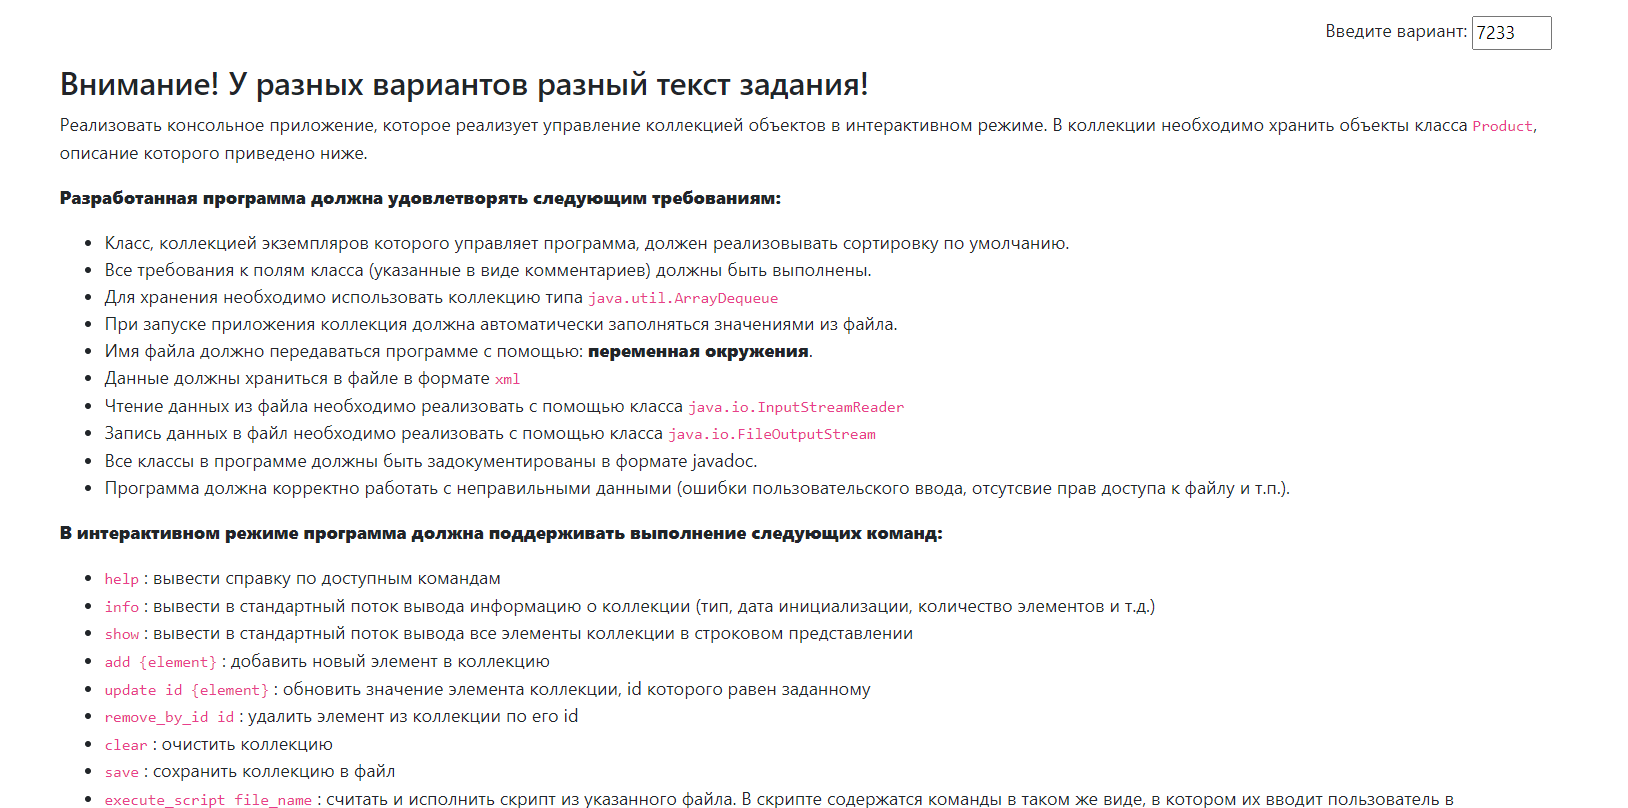 Введите вариант: 7233
Внимание! У разных вариантов разный текст задания!
Реализовать консольное приложение, которое реализует управление коллекцией объектов в интерактивном режиме. В коллекции необходимо хранить объекты класса Product,
описание которого приведено ниже.
Разработанная программа должна удовлетворять следующим требованиям:
• Класс, коллекцией экземпляров которого управляет программа, должен реализовывать сортировку по умолчанию.
• Все требования к полям класса (указанные в виде комментариев) должны быть выполнены.
• Для хранения необходимо использовать коллекцию типа java.util.ArrayDequeue
• При запуске приложения коллекция должна автоматически заполняться значениями из файла.
• Имя файла должно передаваться программе с помощью: переменная окружения.
• Данные должны храниться в файле в формате xml
• Чтение данных из файла необходимо реализовать с помощью класса java.io.InputStreamReader
• Запись данных в файл необходимо реализовать с помощью класса java.io.FileOutputStream
• Все классы в программе должны быть задокументированы в формате javadoc.
• Программа должна корректно работать с неправильными данными (ошибки пользовательского ввода, отсутсвие прав доступа к файлу и т.п.).
В интерактивном режиме программа должна поддерживать выполнение следующих команд:
• help : вывести справку по доступным командам
• info : вывести в стандартный поток вывода информацию о коллекции (тип, дата инициализации, количество элементов и т.д.)
• show : вывести в стандартный поток вывода все элементы коллекции в строковом представлении
• add {element} : добавить новый элемент в коллекцию
• update id {element} : обновить значение элемента коллекции, id которого равен заданному
• remove_by_id id : удалить элемент из коллекции по его id
• clear : очистить коллекцию
• save : сохранить коллекцию в файл
• execute_script file_name : считать и исполнить скрипт из указанного файла. В скрипте содержатся команды в таком же виде, в котором их вводит пользователь в